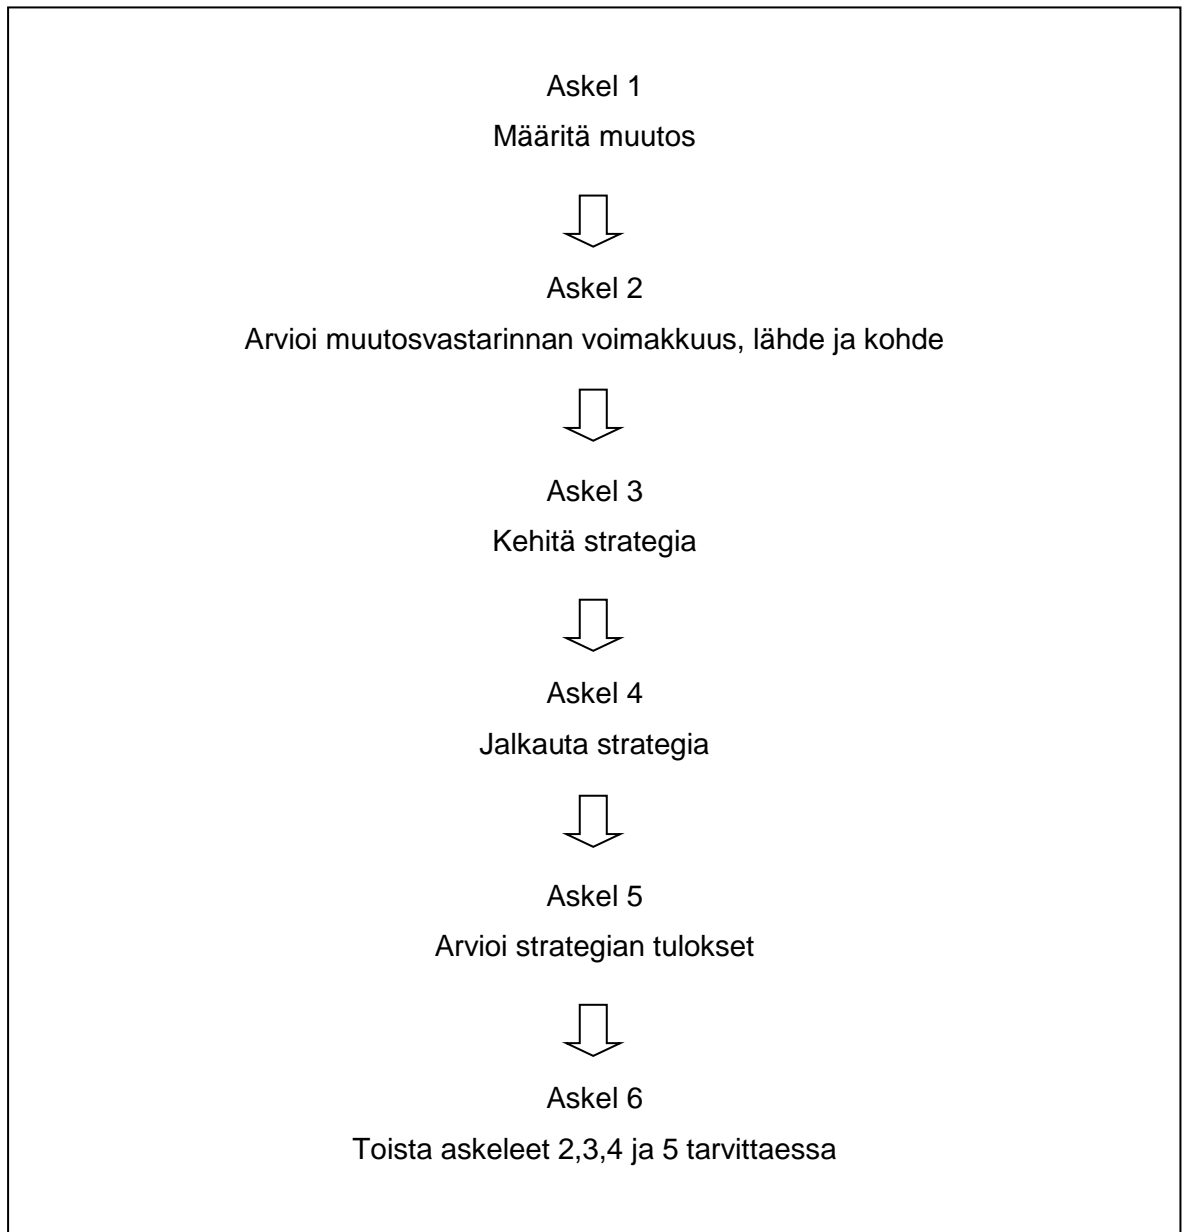 Askel 1
Määritä muutos
Askel 2
Arvioi muutosvastarinnan voimakkuus, lähde ja kohde
Askel 3
Kehitä strategia
Askel 4
Jalkauta strategia
Askel 5
Arvioi strategian tulokset
Askel 6
Toista askeleet 2,3,4 ja 5 tarvittaessa